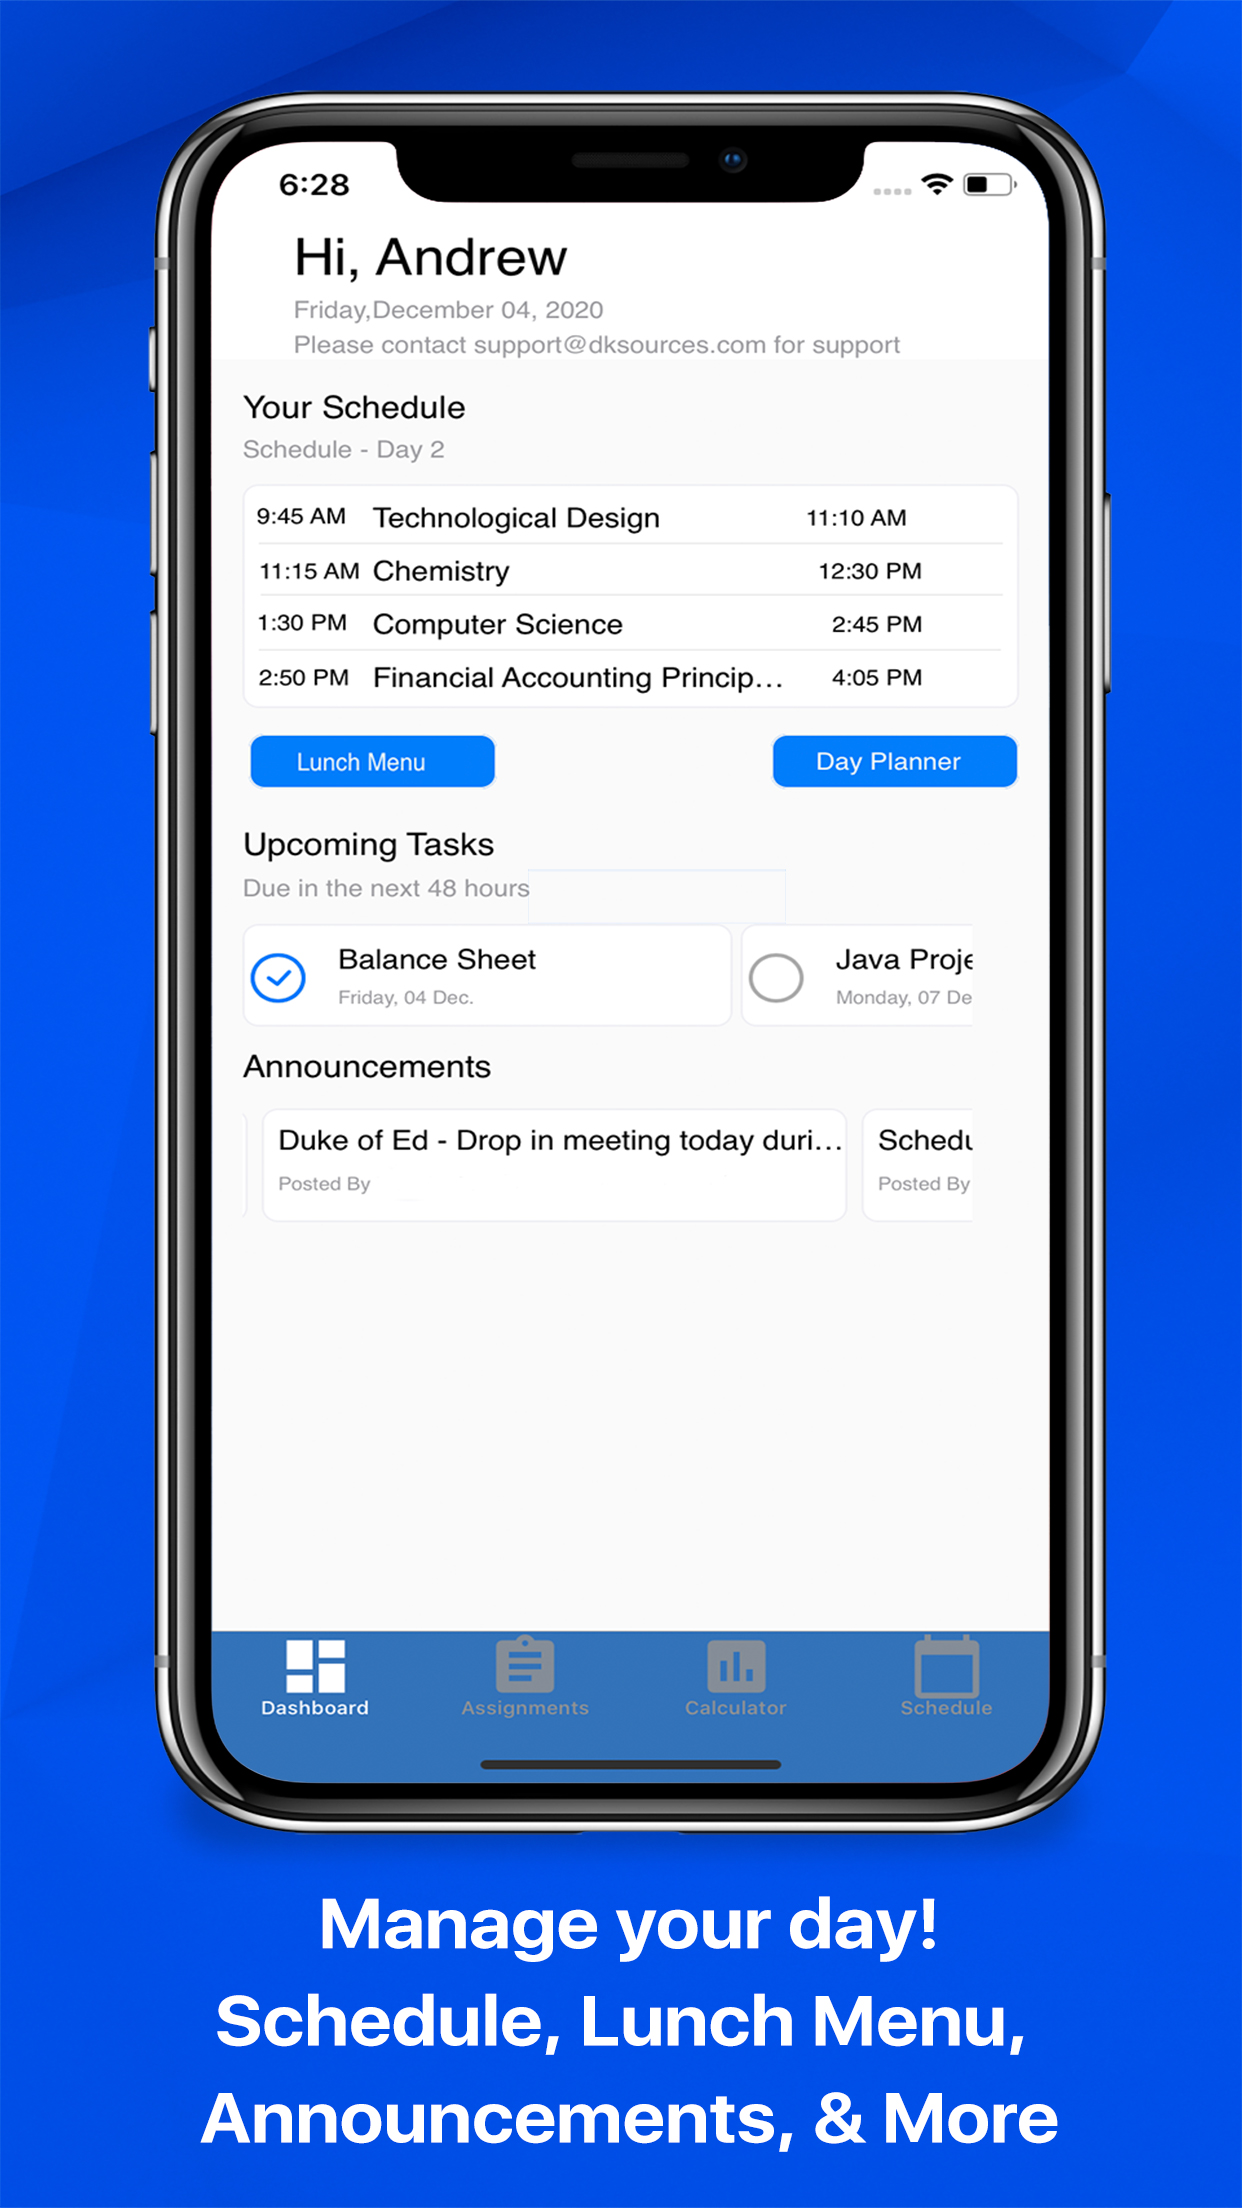 6:28
Hi, Andrew
Friday,December 04, 2020
Please contact support@dksources.com for support
Your Schedule
Schedule - Day 2
9:45 AM Technological Design 11:10 AM
11:15 AM Chemistry 12:30 PM
1:30 PM Computer Science 2:45 PM
2:50 PM Financial Accounting Princip... 4:05 PM
Lunch Menu Day Planner
Upcoming Tasks
Due in the next 48 hours
Balance Sheet Java Proje
Friday, 04 Dec. Monday, 07 De
Announcements
Duke of Ed - Drop in meeting today duri... Schedu
Posted By Posted By
Dashboard Assignments Calculator Schedule
Manage your day!
Schedule, Lunch Menu,
Announcements, & More